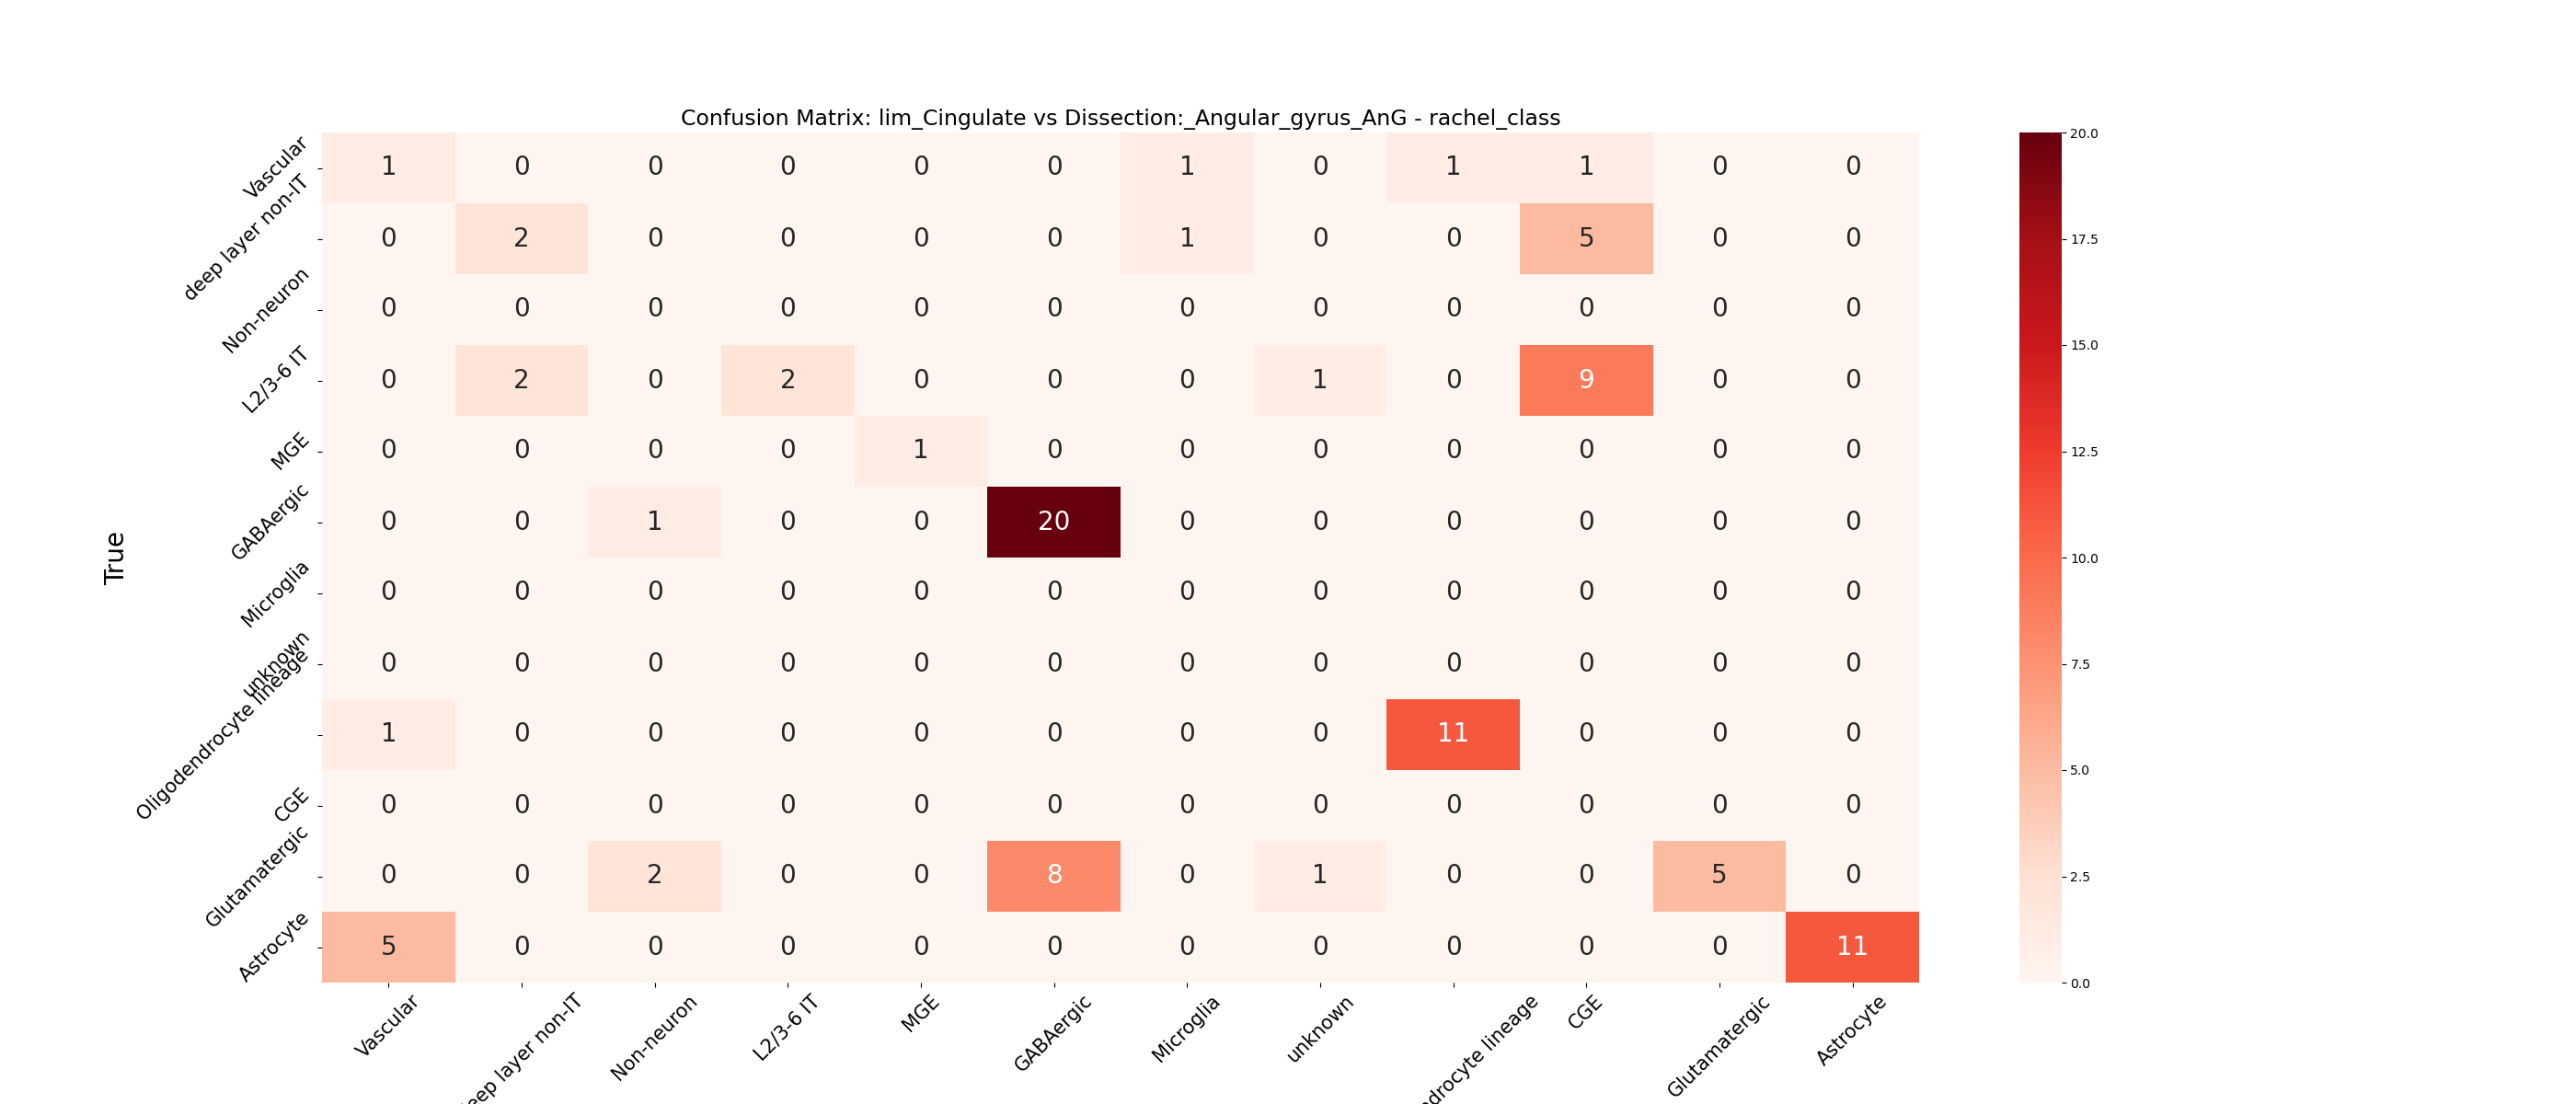 Confusion Matrix: lim_Cingulate vs Dissection:_Angular_gyrus_AnG - rachel_class
True
Vascular 1 0 0 0 0 0 1 0 1 1 0 0
deep layer non-IT 0 2 0 0 0 0 1 0 0 5 0 0
Non-neuron 0 0 0 0 0 0 0 0 0 0 0 0
L2/3-6 IT 0 2 0 2 0 0 0 1 0 9 0 0
MGE 0 0 0 0 1 0 0 0 0 0 0 0
GABAergic 0 0 1 0 0 20 0 0 0 0 0 0
Microglia 0 0 0 0 0 0 0 0 0 0 0 0
unknown 0 0 0 0 0 0 0 0 0 0 0 0
Oligodendrocyte lineage 1 0 0 0 0 0 0 0 11 0 0 0
CGE 0 0 0 0 0 0 0 0 0 0 0 0
Glutamatergic 0 0 2 0 0 8 0 1 0 0 5 0
Astrocyte 5 0 0 0 0 0 0 0 0 0 0 11
Vascular
layer non-IT
Non-neuron
L2/3-6 IT
MGE
GABAergic
Microglia
unknown
lineage
CGE
Glutamatergic
Astrocyte
20.0
17.5
15.0
12.5
10.0
7.5
5.0
2.5
0.0